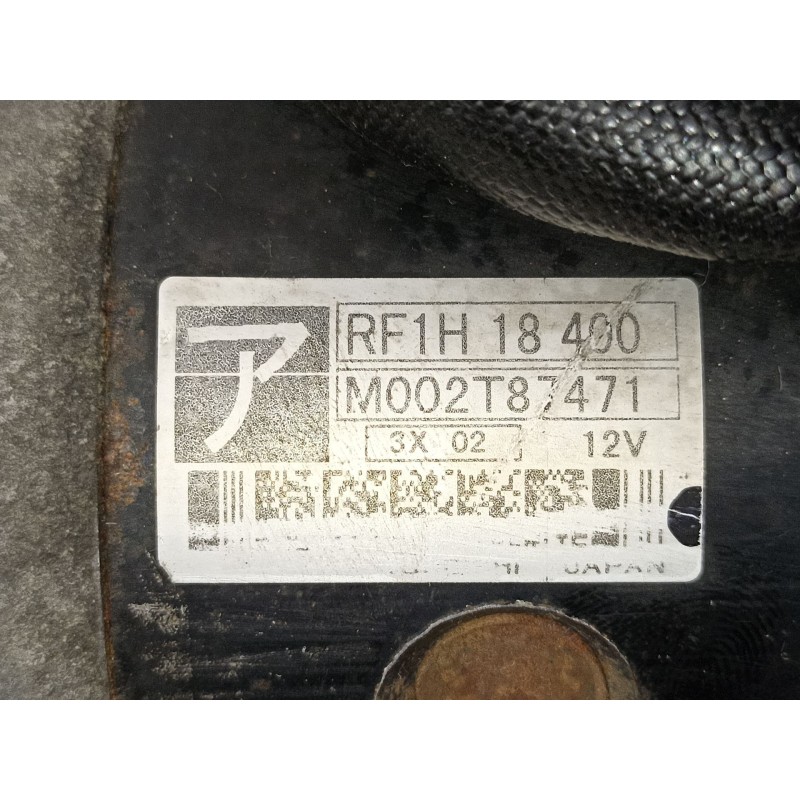 ア
RF1H 18 400
M002T87471
3X 02
12V
JAPAN